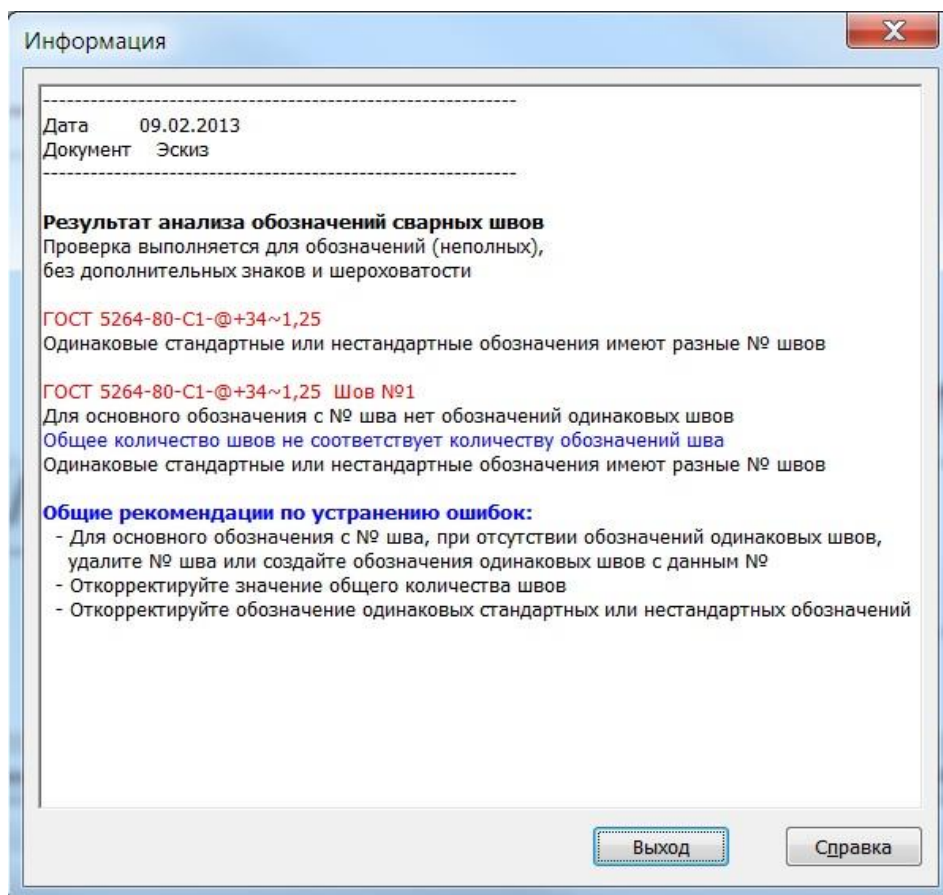 Информация
------------------------------------------------------------
Дата 09.02.2013
Документ Эскиз
------------------------------------------------------------
Результат анализа обозначений сварных швов
Проверка выполняется для обозначений (неполных),
без дополнительных знаков и шероховатости
ГОСТ 5264-80-С1-@+34~1,25
Одинаковые стандартные или нестандартные обозначения имеют разные № швов
ГОСТ 5264-80-С1-@+34~1,25 Шов №1
Для основного обозначения с № шва нет обозначений одинаковых швов
Общее количество швов не соответствует количеству обозначений шва
Одинаковые стандартные или нестандартные обозначения имеют разные № швов
Общие рекомендации по устранению ошибок:
- Для основного обозначения с № шва, при отсутствии обозначений одинаковых швов,
удалите № шва или создайте обозначения одинаковых швов с данным №
- Откорректируйте значение общего количества швов
- Откорректируйте обозначение одинаковых стандартных или нестандартных обозначений
Выход
Справка